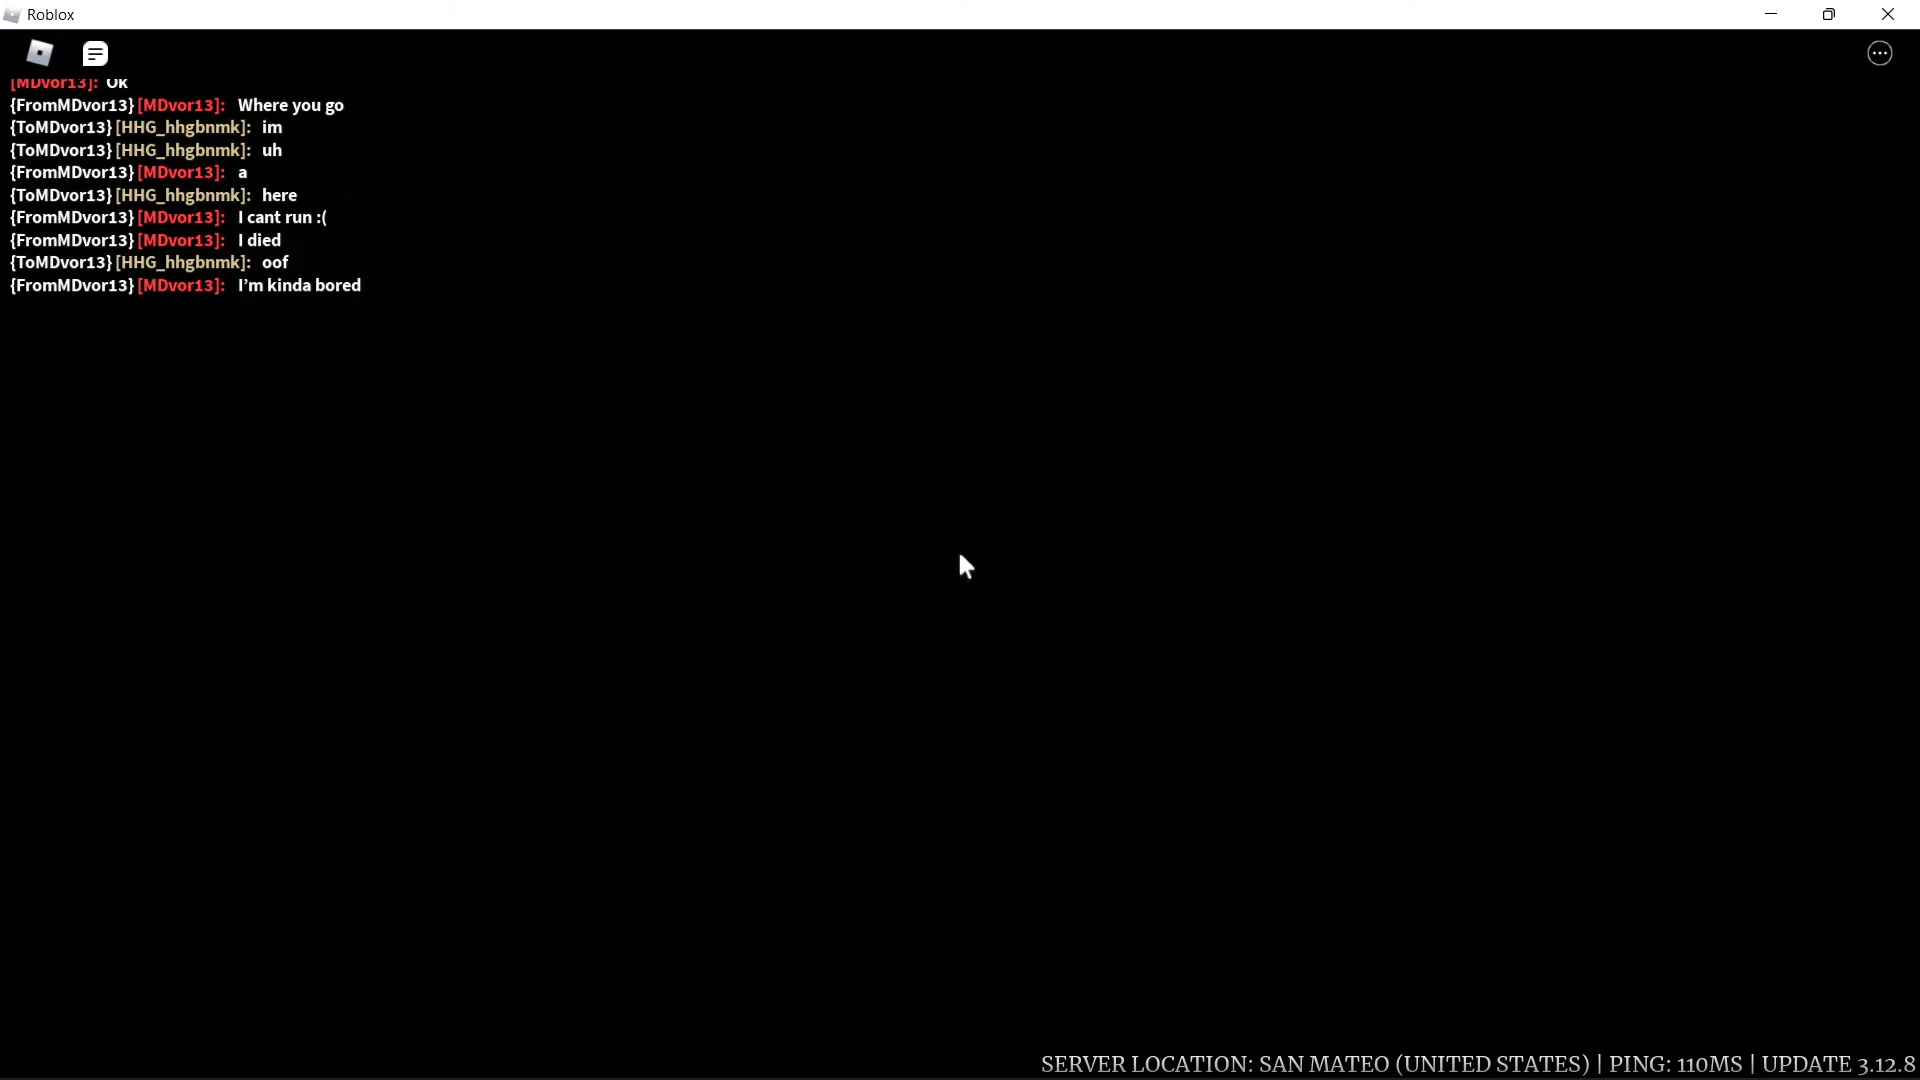 Roblox
[MDvor13]: Ok
{FromMDvor13} [MDvor13]: Where you go
{ToMDvor13} [HHG_hhgbnmk]: im
{ToMDvor13} [HHG_hhgbnmk]: uh
{FromMDvor13} [MDvor13]: a
{ToMDvor13} [HHG_hhgbnmk]: here
{FromMDvor13} [MDvor13]: I cant run :(
{FromMDvor13} [MDvor13]: I died
{ToMDvor13} [HHG_hhgbnmk]: oof
{FromMDvor13} [MDvor13]: I’m kinda bored
SERVER LOCATION: SAN MATEO (UNITED STATES) | PING: 110MS | UPDATE 3.12.8